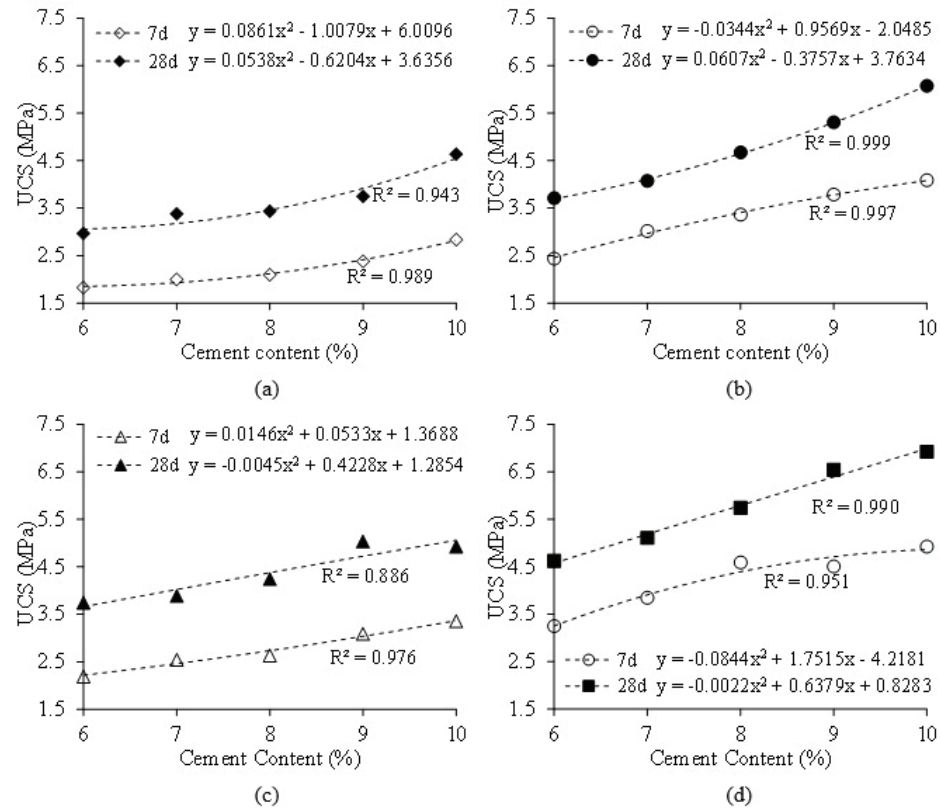 7.5
6.5
5.5
4.5
3.5
2.5
1.5
UCS (MPa)
7d y = 0.0861x² - 1.0079x + 6.0096
28d y = 0.0538x² - 0.6204x + 3.6356
R² = 0.943
R² = 0.989
6 7 8 9 10
Cement content (%)
(a)
7.5
6.5
5.5
4.5
3.5
2.5
1.5
UCS (MPa)
7d y = -0.0344x² + 0.9569x - 2.0485
28d y = 0.0607x² - 0.3757x + 3.7634
R² = 0.999
R² = 0.997
6 7 8 9 10
Cement content (%)
(b)
7.5
6.5
5.5
4.5
3.5
2.5
1.5
UCS (MPa)
7d y = 0.0146x² + 0.0533x + 1.3688
28d y = -0.0045x² + 0.4228x + 1.2854
R² = 0.886
R² = 0.976
6 7 8 9 10
Cement Content (%)
(c)
7.5
6.5
5.5
4.5
3.5
2.5
1.5
UCS (MPa)
R² = 0.990
R² = 0.951
7d y = -0.0844x² + 1.7515x - 4.2181
28d y = -0.0022x² + 0.6379x + 0.8283
6 7 8 9 10
Cement Content (%)
(d)